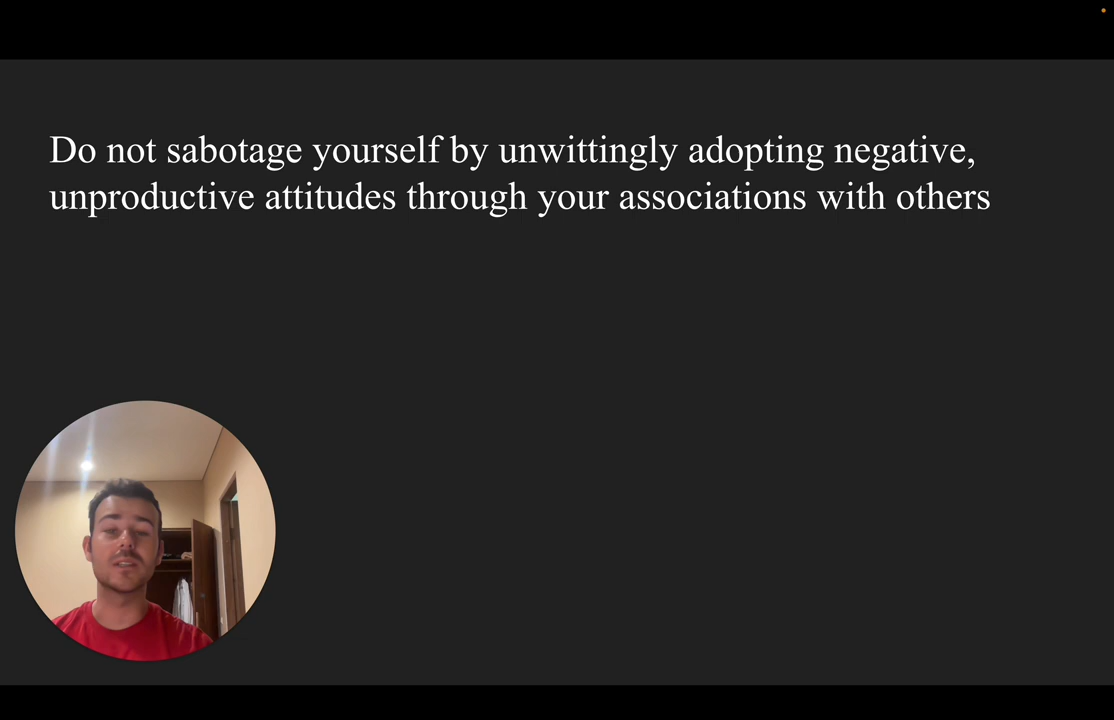 Do not sabotage yourself by unwittingly adopting negative,
unproductive attitudes through your associations with others